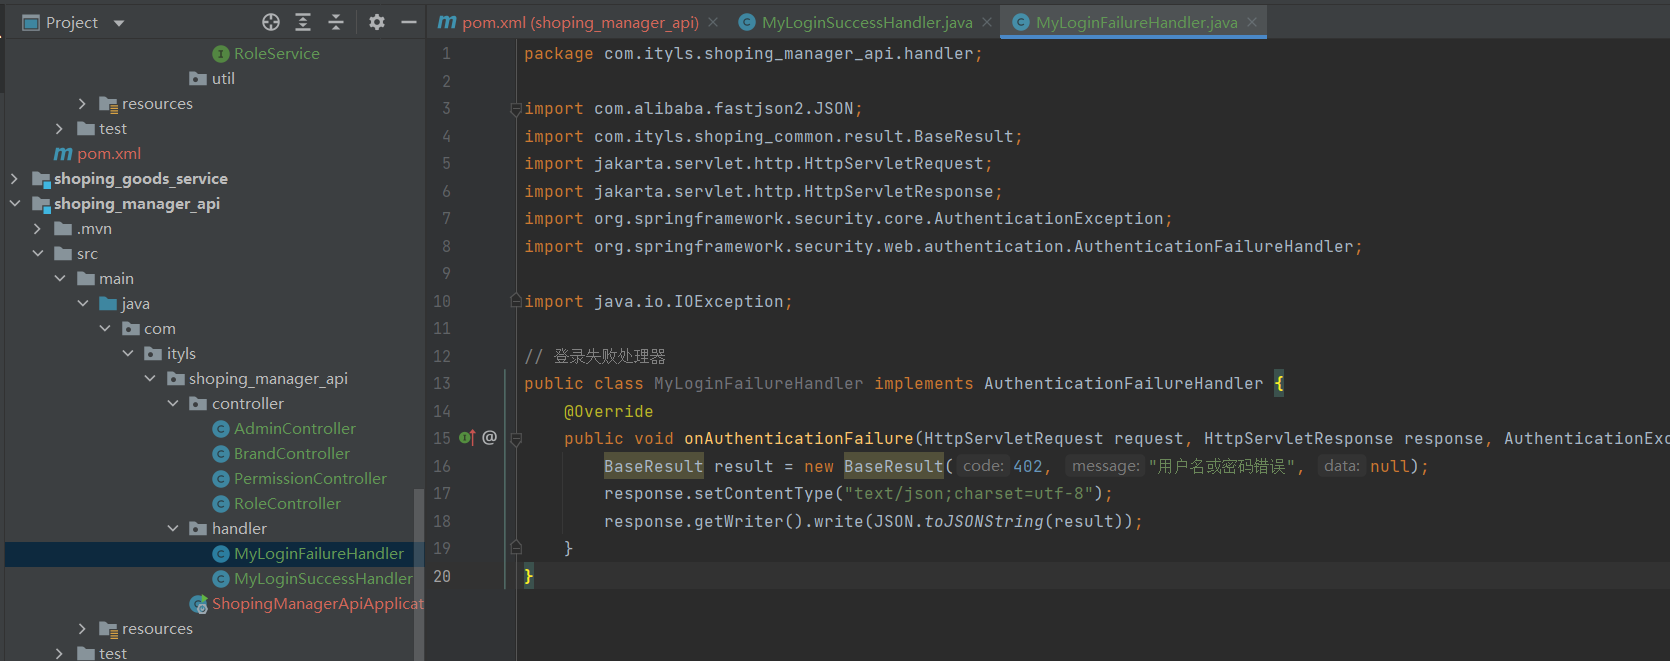 Project
pom.xml (shoping_manager_api)
MyLoginSuccessHandler.java
MyLoginFailureHandler.java
RoleService
util
resources
test
pom.xml
shoping_goods_service
shoping_manager_api
.mvn
src
main
java
com
ityls
shoping_manager_api
controller
AdminController
BrandController
PermissionController
RoleController
handler
MyLoginFailureHandler
MyLoginSuccessHandler
ShopingManagerApiApplicat
resources
test
1 package com.ityls.shoping_manager_api.handler;
2
3 import com.alibaba.fastjson2.JSON;
4 import com.ityls.shoping_common.result.BaseResult;
5 import jakarta.servlet.http.HttpServletRequest;
6 import jakarta.servlet.http.HttpServletResponse;
7 import org.springframework.security.core.AuthenticationException;
8 import org.springframework.security.web.authentication.AuthenticationFailureHandler;
9
10 import java.io.IOException;
11
12 // 登录失败处理器
13 public class MyLoginFailureHandler implements AuthenticationFailureHandler {
14 @Override
15 public void onAuthenticationFailure(HttpServletRequest request, HttpServletResponse response, AuthenticationExc
16 BaseResult result = new BaseResult( code: 402, message: "用户名或密码错误", data: null);
17 response.setContentType("text/json;charset=utf-8");
18 response.getWriter().write(JSON.toJSONString(result));
19 }
20 }